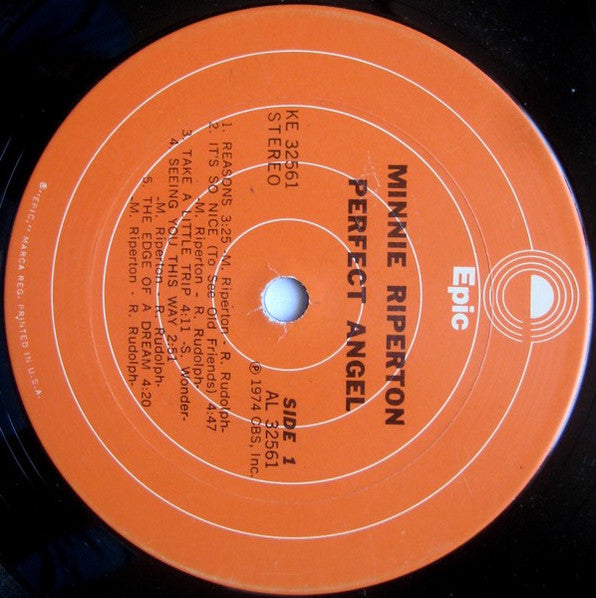 Epic
MINNIE RIPERTON
PERFECT ANGEL
KE 32561
STEREO
SIDE 1
AL 32561
℗ 1974 CBS, Inc.
1. REASONS 3:25 -M. Riperton - R. Rudolph-
2. IT'S SO NICE (To See Old Friends) 4:47
-M. Riperton - R. Rudolph-
3. TAKE A LITTLE TRIP 4:11 -S. Wonder-
4. SEEING YOU THIS WAY 2:51
-M. Riperton - R. Rudolph-
5. THE EDGE OF A DREAM 4:20
-M. Riperton - R. Rudolph-
® "EPIC," MARCA REG. PRINTED IN U.S.A.